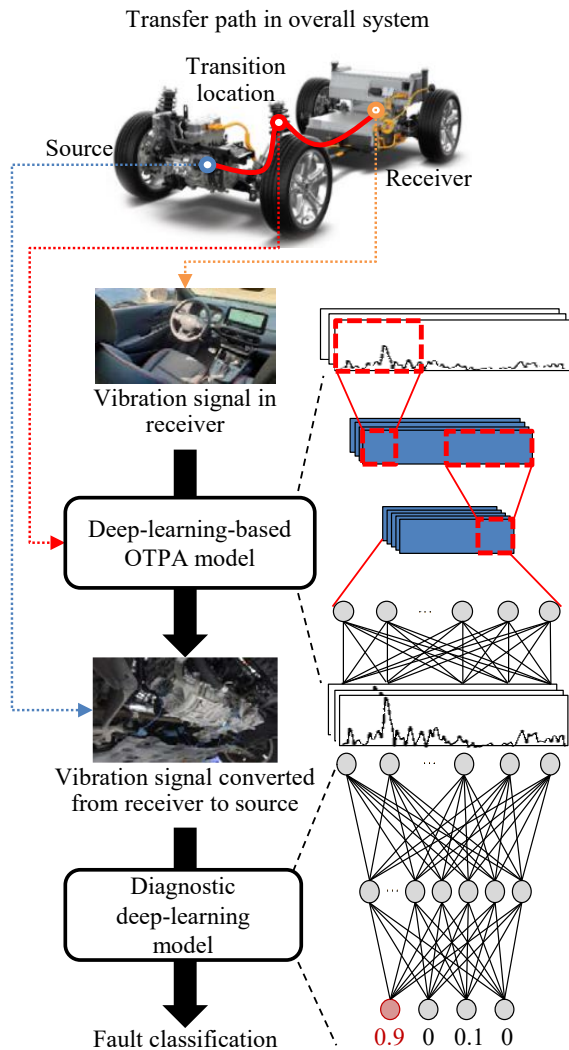 Transfer path in overall system
Transition
location
Source
Receiver
Vibration signal in
receiver
Deep-learning-based
OTPA model
...
...
Vibration signal converted
from receiver to source
Diagnostic
deep-learning
model
...
0.9 0 0.1 0
Fault classification